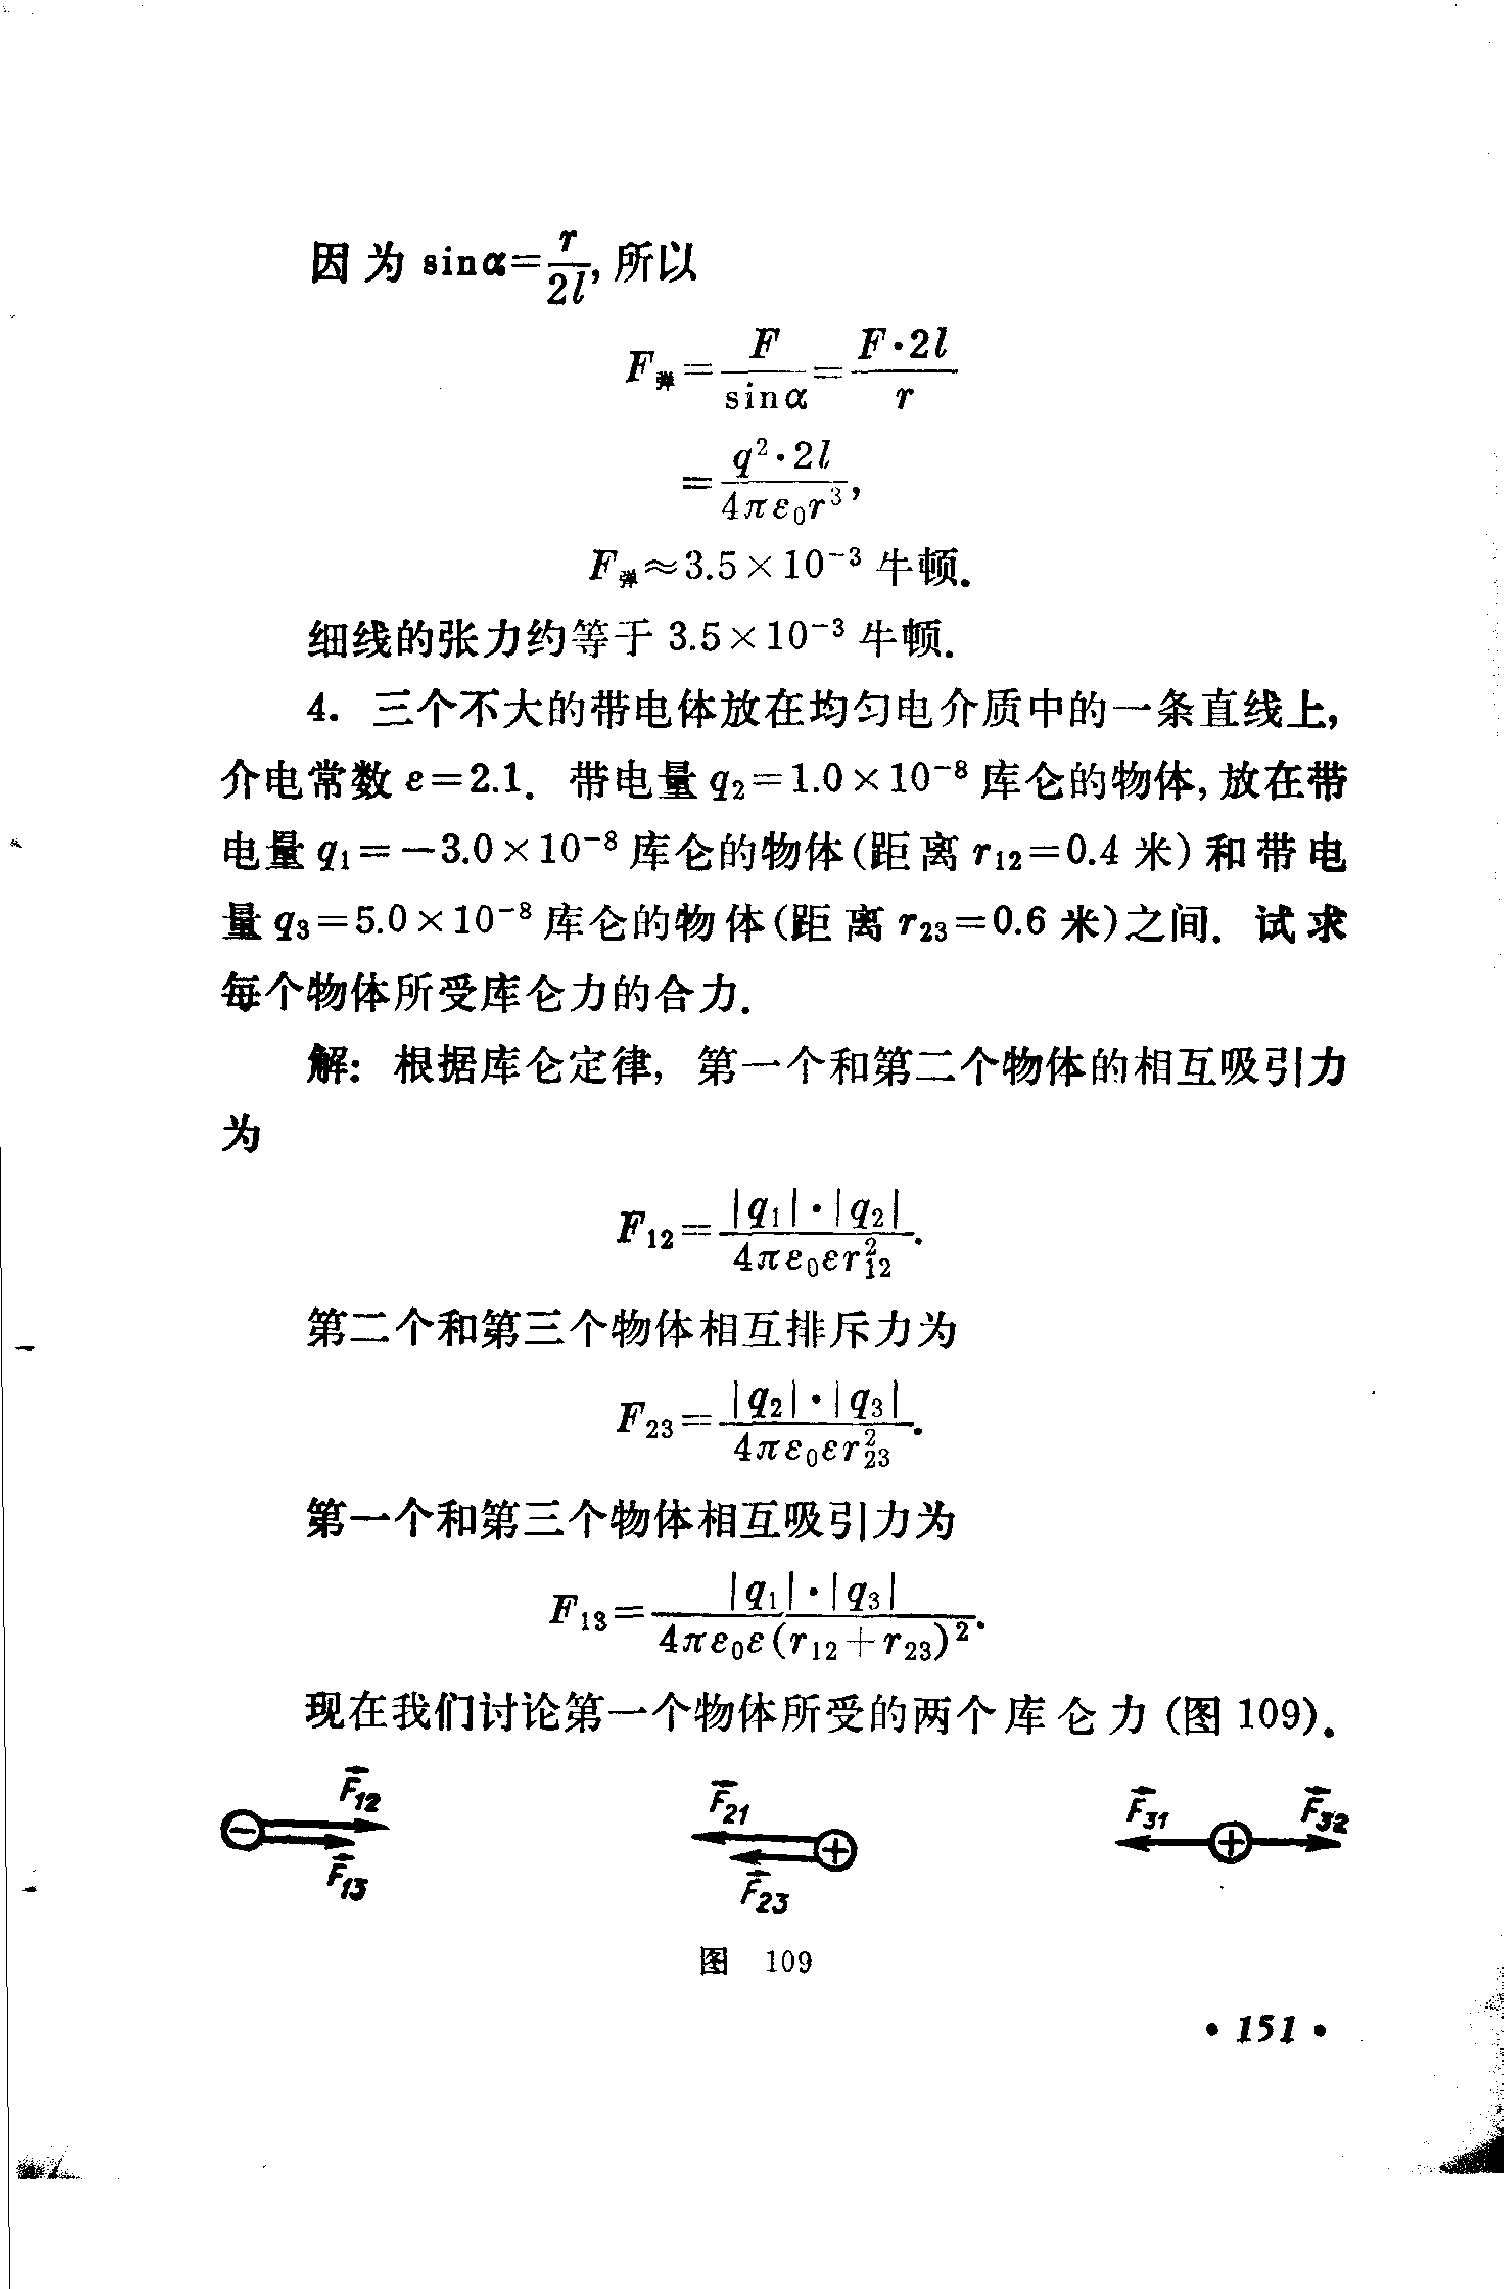 因为 sinα=r/2l, 所以
F弹=F/sinα=F·2l/r
=q²·2l/4πε₀r³,
F弹≈3.5×10⁻³ 牛顿.
细线的张力约等于 3.5×10⁻³ 牛顿.
4. 三个不大的带电体放在均匀电介质中的一条直线上,
介电常数 e=2.1. 带电量 q₂=1.0×10⁻⁸ 库仑的物体, 放在带
电量 q₁=−3.0×10⁻⁸ 库仑的物体(距离 r₁₂=0.4 米) 和带电
量 q₃=5.0×10⁻⁸ 库仑的物体(距离 r₂₃=0.6 米)之间. 试求
每个物体所受库仑力的合力.
解: 根据库仑定律, 第一个和第二个物体的相互吸引力
为
F₁₂=|q₁|·|q₂|/4πε₀εr₁₂².
第二个和第三个物体相互排斥力为
F₂₃=|q₂|·|q₃|/4πε₀εr₂₃².
第一个和第三个物体相互吸引力为
F₁₃=|q₁|·|q₃|/4πε₀ε(r₁₂+r₂₃)².
现在我们讨论第一个物体所受的两个库仑力 (图 109).
F₁₂ F₂₁ F₃₁ F₃₂
F₁₃ F₂₃
图 109
·151·